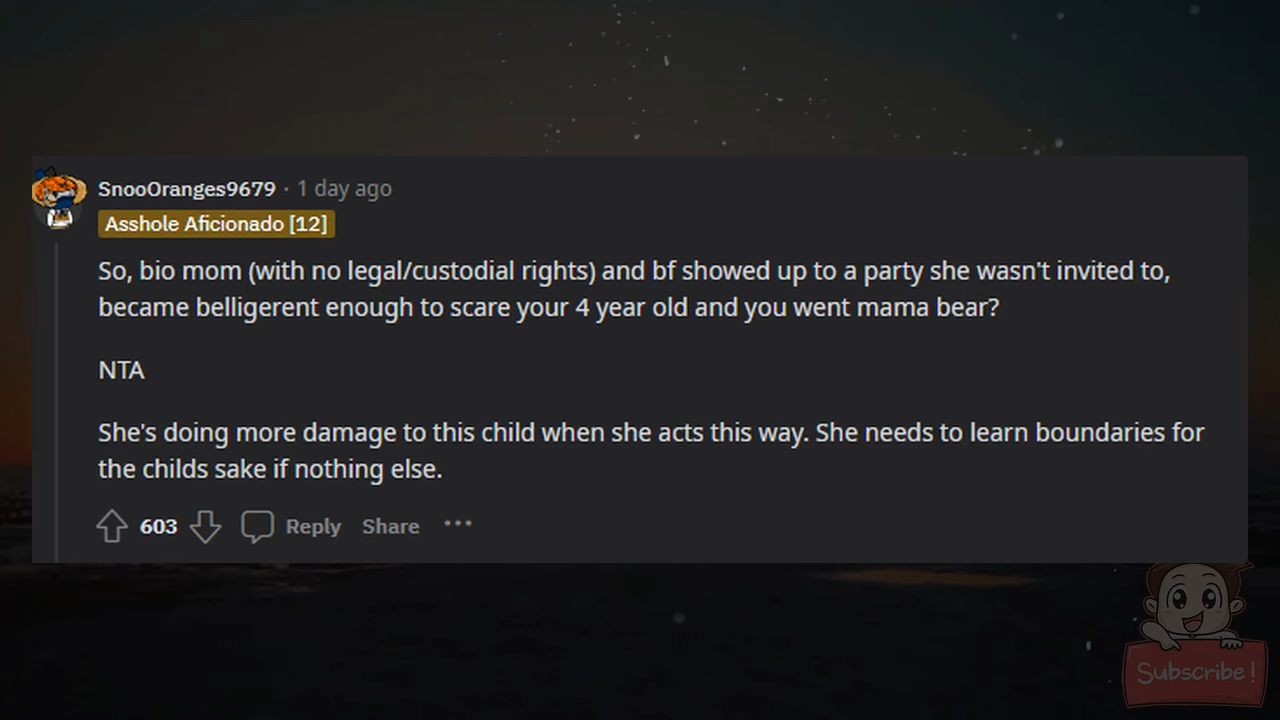 SnooOranges9679 · 1 day ago
Asshole Aficionado [12]
So, bio mom (with no legal/custodial rights) and bf showed up to a party she wasn't invited to,
became belligerent enough to scare your 4 year old and you went mama bear?
NTA
She's doing more damage to this child when she acts this way. She needs to learn boundaries for
the childs sake if nothing else.
603 Reply Share ···
Subscribe!